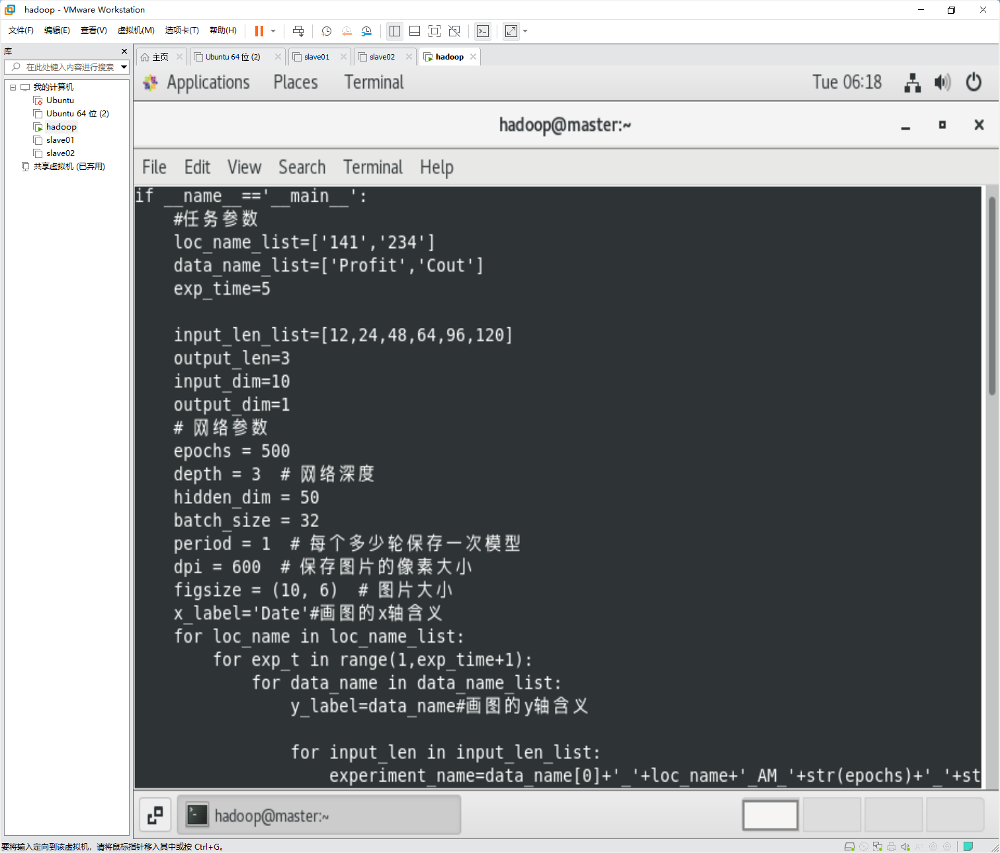 hadoop - VMware Workstation
文件(F) 编辑(E) 查看(V) 虚拟机(M) 选项卡(T) 帮助(H)
库
在此处键入内容进行搜索
我的计算机
Ubuntu
Ubuntu 64 位 (2)
hadoop
slave01
slave02
共享虚拟机 (已弃用)
主页 Ubuntu 64 位 (2) slave01 slave02 hadoop
Applications Places Terminal Tue 06:18
hadoop@master:~
File Edit View Search Terminal Help
if __name__=='__main__':
    #任务参数
    loc_name_list=['141','234']
    data_name_list=['Profit','Cout']
    exp_time=5
    input_len_list=[12,24,48,64,96,120]
    output_len=3
    input_dim=10
    output_dim=1
    # 网络参数
    epochs = 500
    depth = 3  # 网络深度
    hidden_dim = 50
    batch_size = 32
    period = 1  # 每个多少轮保存一次模型
    dpi = 600  # 保存图片的像素大小
    figsize = (10, 6)  # 图片大小
    x_label='Date'#画图的x轴含义
    for loc_name in loc_name_list:
        for exp_t in range(1,exp_time+1):
            for data_name in data_name_list:
                y_label=data_name#画图的y轴含义
                for input_len in input_len_list:
                    experiment_name=data_name[0]+'_'+loc_name+'_AM_'+str(epochs)+'_'+st
hadoop@master:~
要将输入定向到该虚拟机，请将鼠标指针移入其中或按 Ctrl+G。